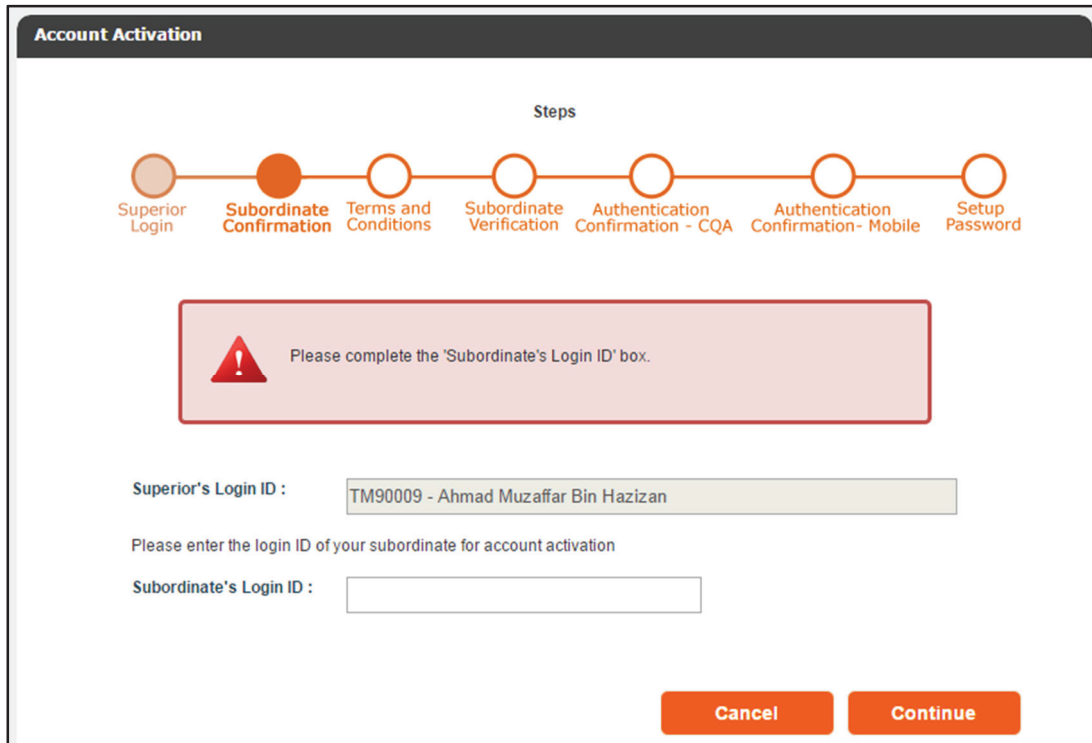 Account Activation
Steps
Superior Login
Subordinate Confirmation
Terms and Conditions
Subordinate Verification
Authentication Confirmation - CQA
Authentication Confirmation- Mobile
Setup Password
Please complete the 'Subordinate's Login ID' box.
Superior's Login ID : TM90009 - Ahmad Muzaffar Bin Hazizan
Please enter the login ID of your subordinate for account activation
Subordinate's Login ID :
Cancel Continue